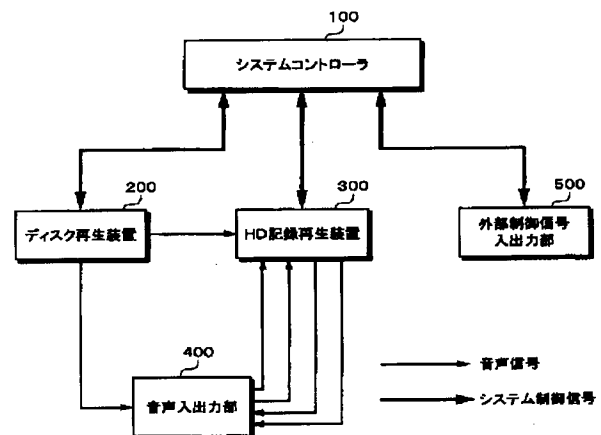 100
システムコントローラ
200
ディスク再生装置
300
HD記録再生装置
500
外部制御信号
入出力部
400
音声入出力部
音声信号
システム制御信号